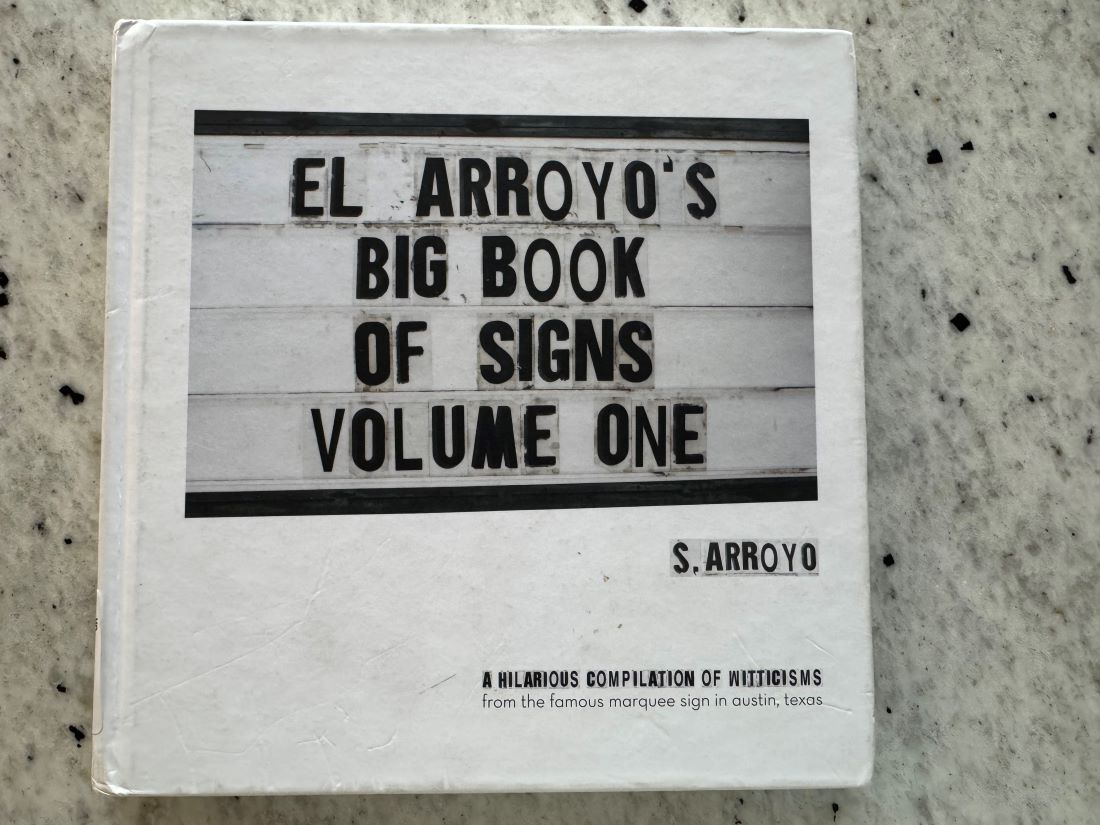 EL ARROYO'S
BIG BOOK
OF SIGNS
VOLUME ONE
S. ARROYO
A HILARIOUS COMPILATION OF WITTICISMS
from the famous marquee sign in austin, texas